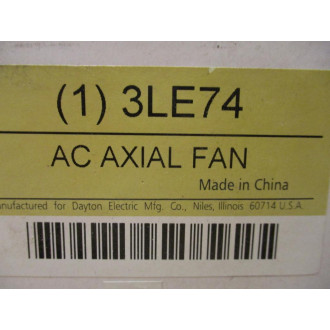 (1) 3LE74
AC AXIAL FAN
Made in China
anufactured for Dayton Electric Mfg. Co., Niles, Illinois 60714 U.S.A.